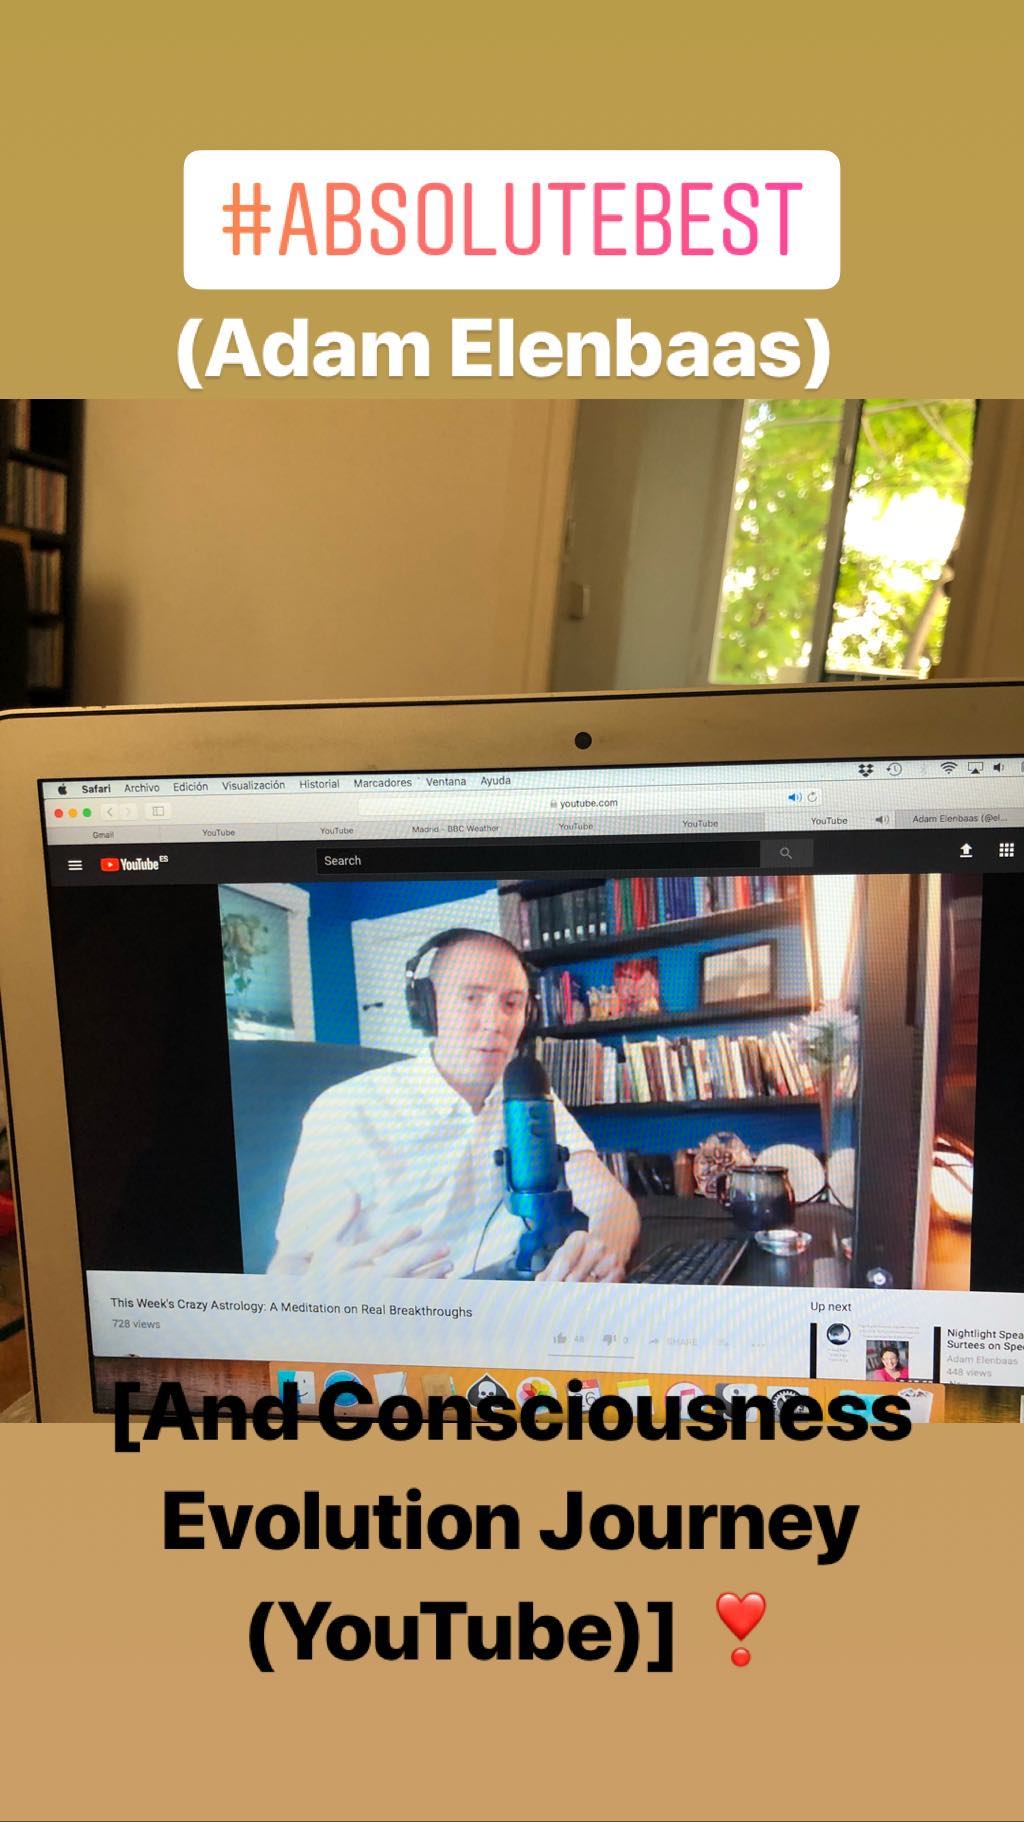 #ABSOLUTEBEST
(Adam Elenbaas)
Safari Archivo Edición Visualización Historial Marcadores Ventana Ayuda
youtube.com
Gmail YouTube YouTube Madrid - BBC Weather YouTube YouTube YouTube Adam Elenbaas (@el...
YouTube ES Search
This Week's Crazy Astrology: A Meditation on Real Breakthroughs
728 views
48 0 SHARE
Up next
Nightlight Spea
Surtees on Spe
Adam Elenbaas
448 views
[And Consciousness
Evolution Journey
(YouTube)] ❣️